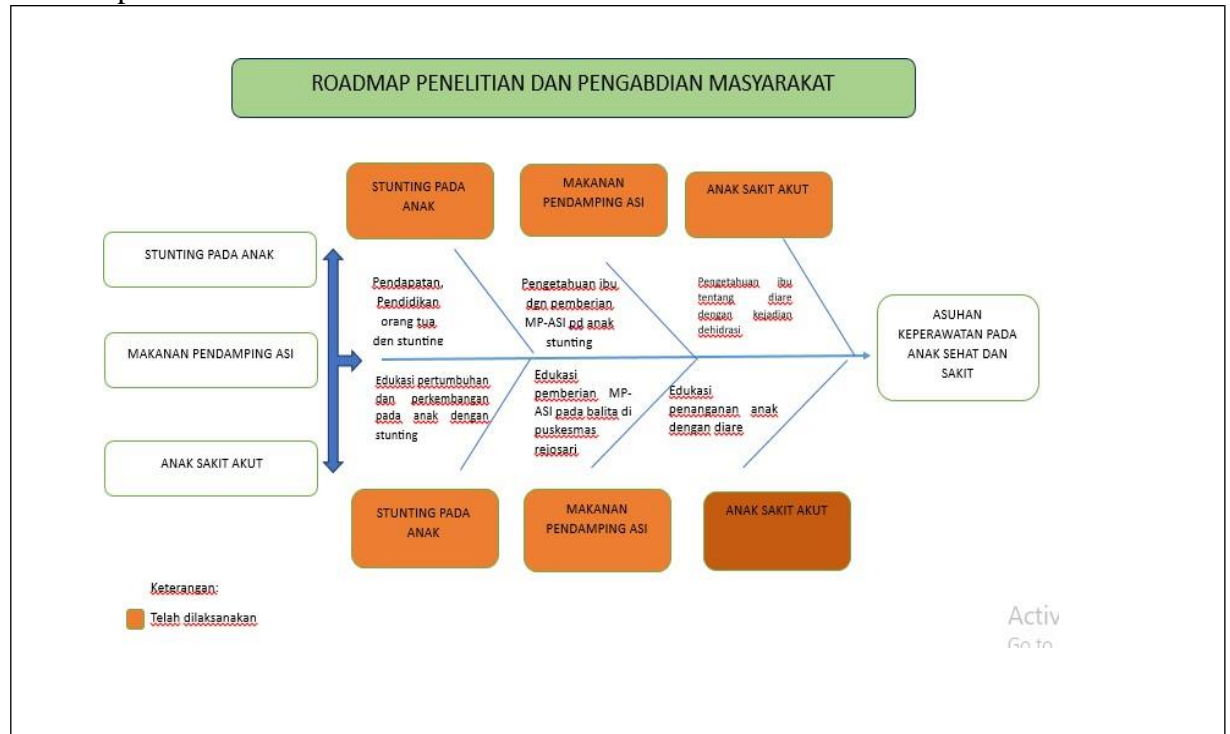 ROADMAP PENELITIAN DAN PENGABDIAN MASYARAKAT
STUNTING PADA
ANAK
MAKANAN
PENDAMPING ASI
ANAK SAKIT AKUT
STUNTING PADA ANAK
MAKANAN PENDAMPING ASI
ANAK SAKIT AKUT
Pendapatan,
Pendidikan
orang tua
den stunting
Pengetahuan ibu
dgn pemberian
MP-ASI pd anak
stunting
Pengetahuan ibu
tentang diare
dengan kejadian
dehidrasi
ASUHAN
KEPERAWATAN PADA
ANAK SEHAT DAN
SAKIT
Edukasi pertumbuhan
dan perkembangan
pada anak dengan
stunting
Edukasi
pemberian MP-
ASI pada balita di
puskesmas
rejosari
Edukasi
penanganan anak
dengan diare
STUNTING PADA
ANAK
MAKANAN
PENDAMPING ASI
ANAK SAKIT AKUT
Keterangan:
Telah dilaksanakan
Activ
Go to